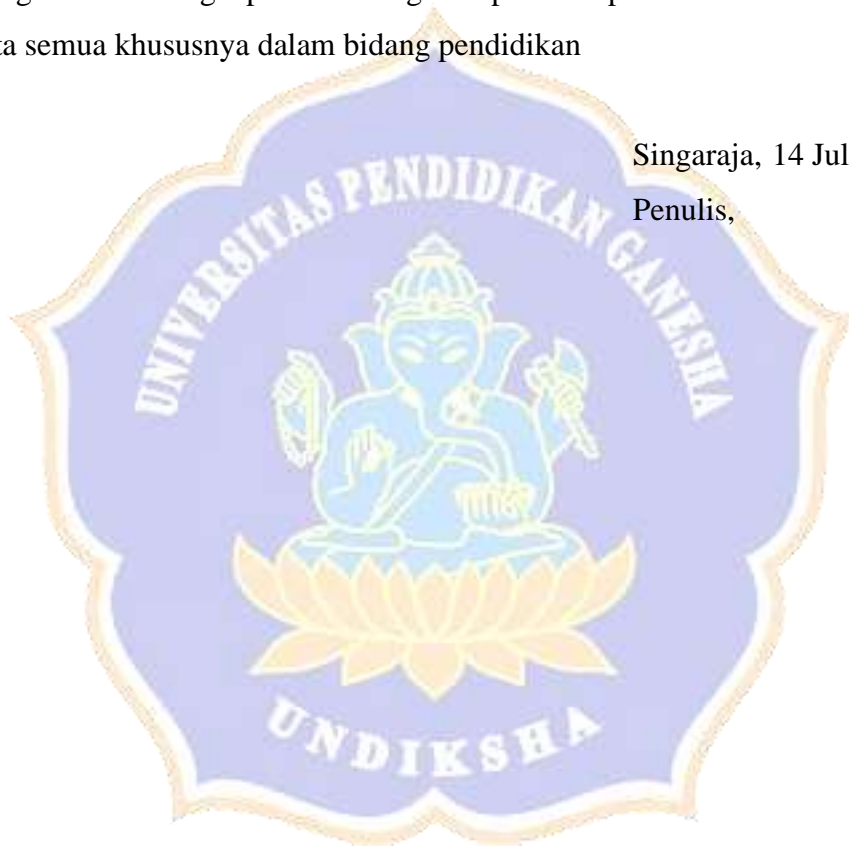 ta semua khususnya dalam bidang pendidikan
Singaraja, 14 Jul
Penulis,
UNIVERSITAS PENDIDIKAN GANESHA
UNDIKSHA